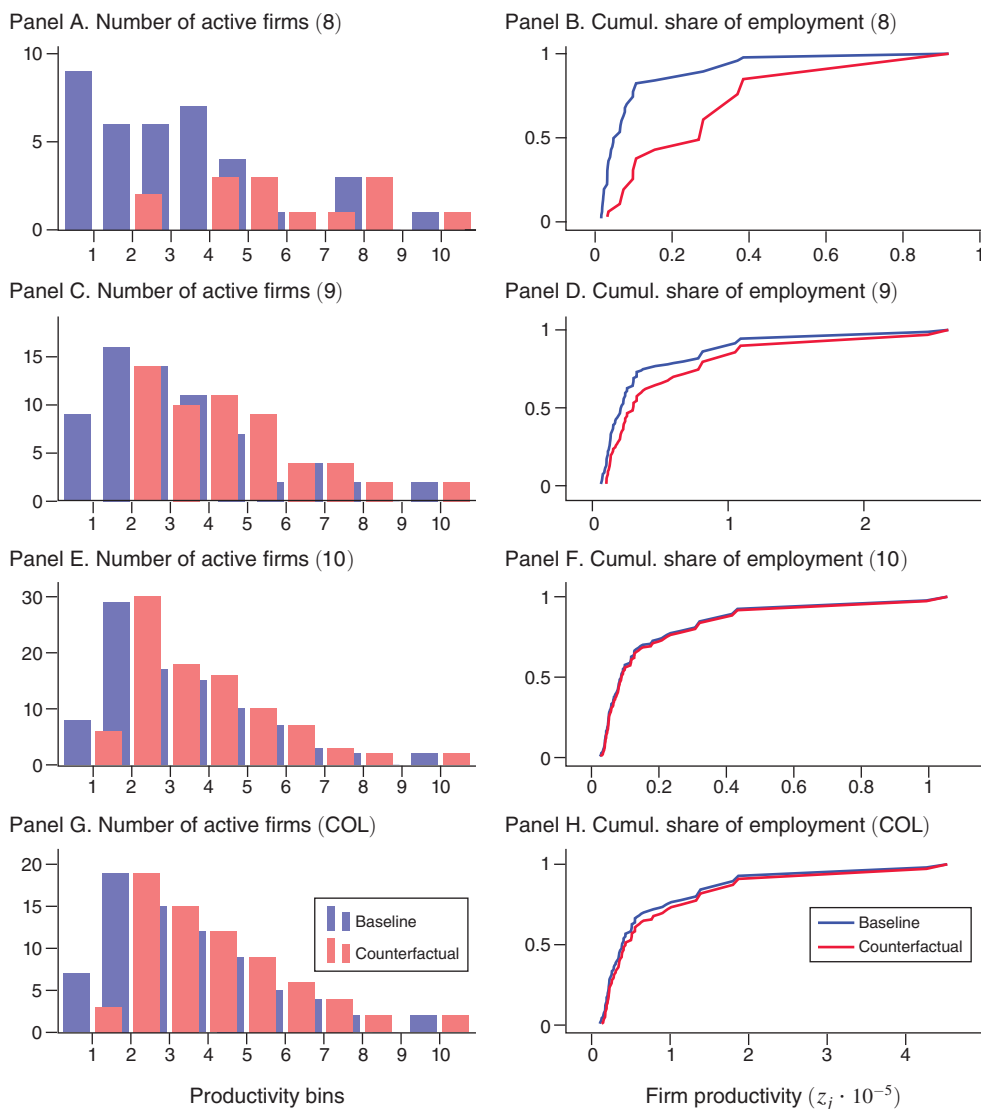 Panel A. Number of active firms (8)
10
5
0
1 2 3 4 5 6 7 8 9 10
Panel B. Cumul. share of employment (8)
1
0.5
0
0 0.2 0.4 0.6 0.8 1
Panel C. Number of active firms (9)
15
10
5
0
1 2 3 4 5 6 7 8 9 10
Panel D. Cumul. share of employment (9)
1
0.5
0
0 1 2
Panel E. Number of active firms (10)
30
20
10
0
1 2 3 4 5 6 7 8 9 10
Panel F. Cumul. share of employment (10)
1
0.5
0
0 0.2 0.4 0.6 0.8 1
Panel G. Number of active firms (COL)
20
15
10
5
0
1 2 3 4 5 6 7 8 9 10
Baseline
Counterfactual
Productivity bins
Panel H. Cumul. share of employment (COL)
1
0.5
0
0 1 2 3 4
Baseline
Counterfactual
Firm productivity (z_j · 10⁻⁵)